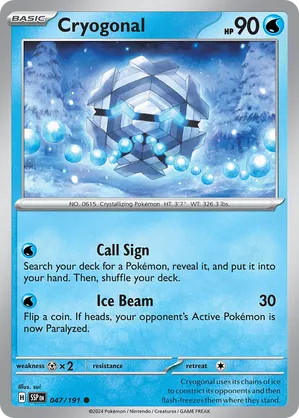 BASIC
Cryogonal HP 90
NO. 0615 Crystallizing Pokémon HT: 3'7" WT: 326.3 lbs.
Call Sign
Search your deck for a Pokémon, reveal it, and put it into your
hand. Then, shuffle your deck.
Ice Beam 30
Flip a coin. If heads, your opponent's Active Pokémon is
now Paralyzed.
weakness ×2 resistance retreat
Illus. sui
H SSP EN 047/191
Cryogonal uses its icy chains
to constrict its opponents and then
flash-freezes them where they stand.
©2024 Pokémon / Nintendo / Creatures / GAME FREAK